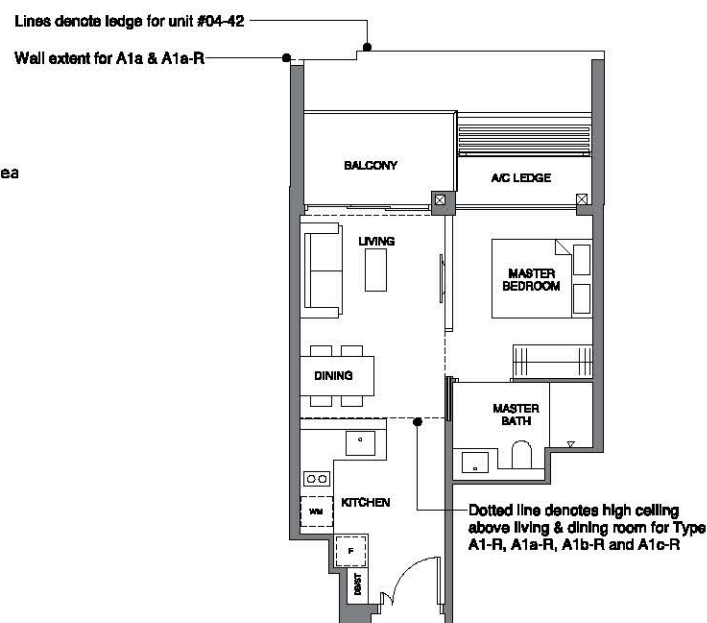 Lines denote ledge for unit #04-42
Wall extent for A1a & A1a-R
ea
BALCONY
A/C LEDGE
LIVING
MASTER
BEDROOM
DINING
MASTER
BATH
KITCHEN
WM
Dotted line denotes high ceiling
above living & dining room for Type
A1-R, A1a-R, A1b-R and A1c-R
F
DB/ST